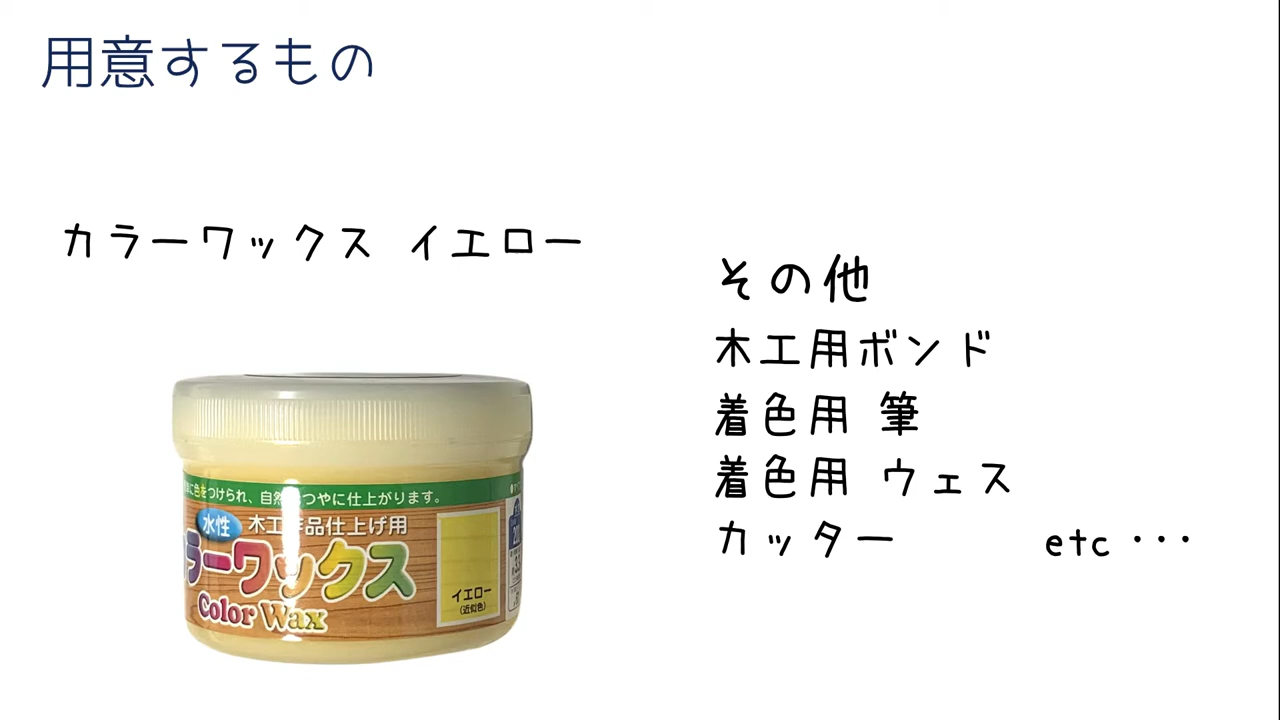 用意するもの
カラーワックス イエロー
その他
木工用ボンド
着色用 筆
着色用 ウェス
カッター etc ･･･
色をつけられ、自然 つやに仕上がります。
水性 木工作品仕上げ用
ラーワックス
Color Wax
イエロー
(近似色)